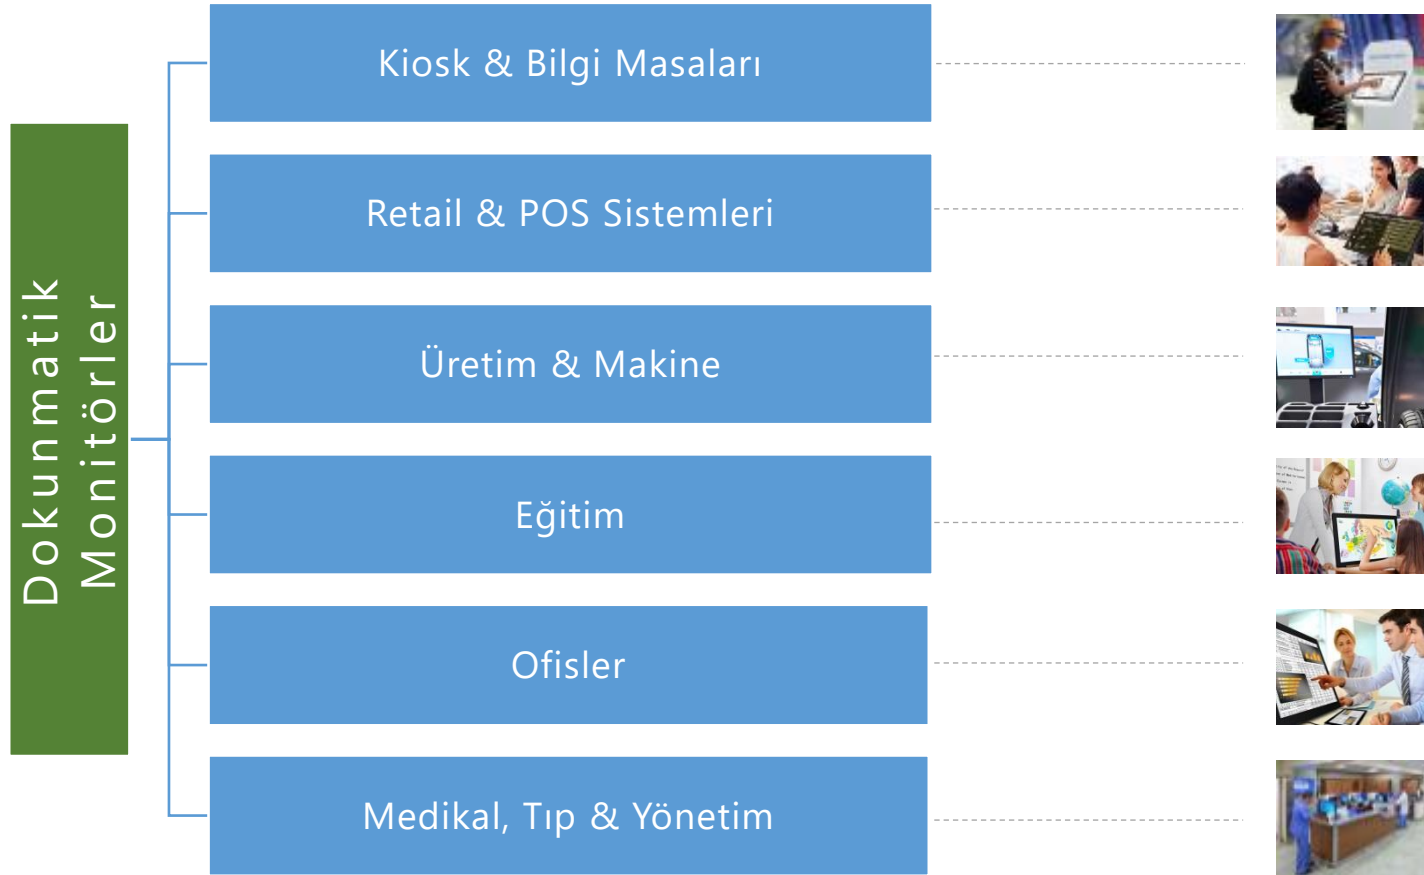 Dokunmatik
Monitörler
Kiosk & Bilgi Masaları
Retail & POS Sistemleri
Üretim & Makine
Eğitim
Ofisler
Medikal, Tıp & Yönetim